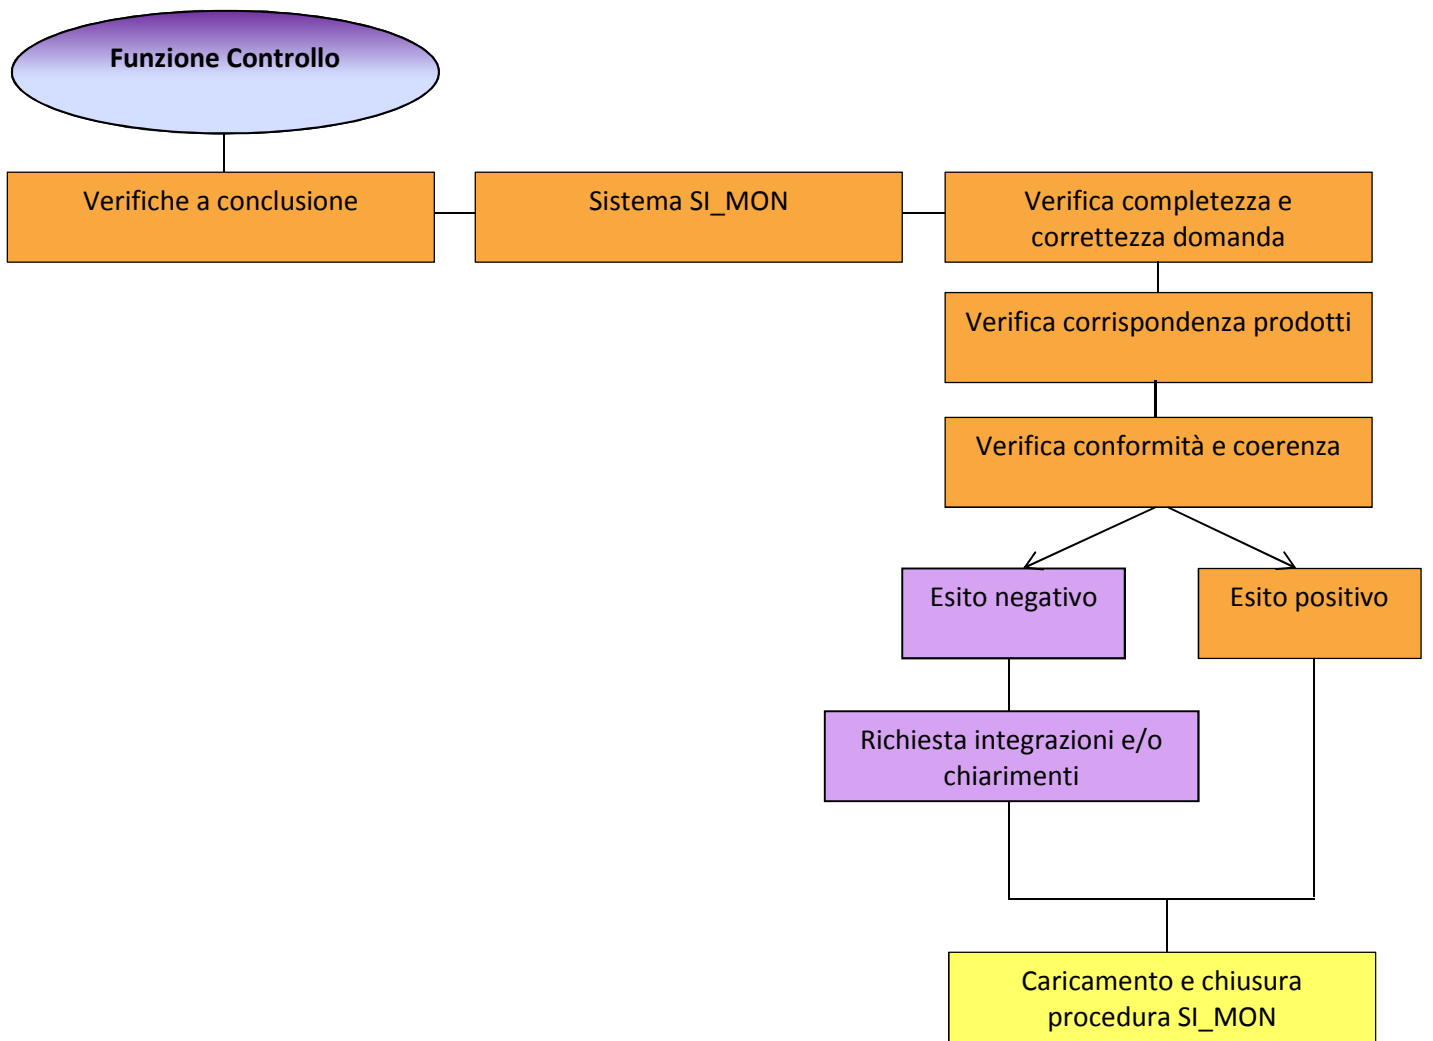 Funzione Controllo
Verifiche a conclusione
Sistema SI_MON
Verifica completezza e
correttezza domanda
Verifica corrispondenza prodotti
Verifica conformità e coerenza
Esito negativo
Esito positivo
Richiesta integrazioni e/o
chiarimenti
Caricamento e chiusura
procedura SI_MON